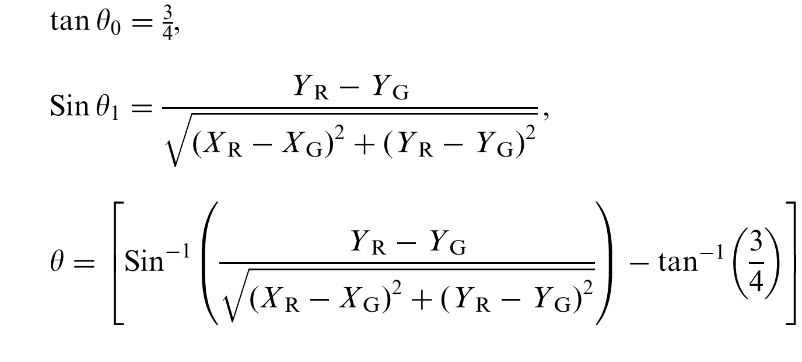 tan θ₀ = 3/4,
Sin θ₁ = (Y_R − Y_G) / √((X_R − X_G)² + (Y_R − Y_G)²),
θ = [Sin⁻¹((Y_R − Y_G) / √((X_R − X_G)² + (Y_R − Y_G)²)) − tan⁻¹(3/4)]